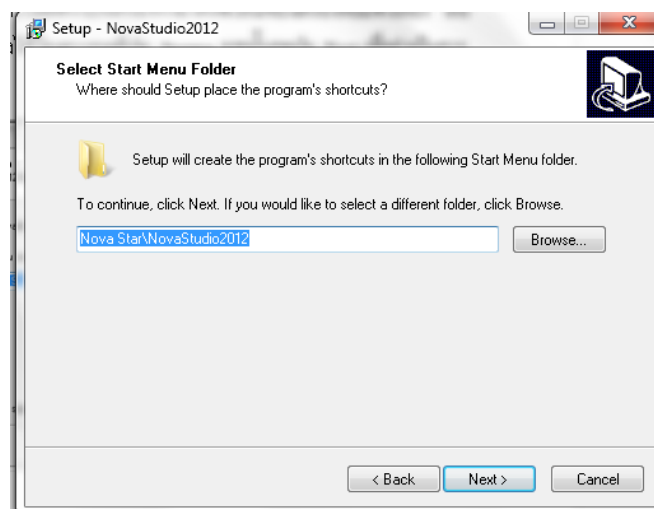 Setup - NovaStudio2012
Select Start Menu Folder
Where should Setup place the program's shortcuts?
Setup will create the program's shortcuts in the following Start Menu folder.
To continue, click Next. If you would like to select a different folder, click Browse.
Nova Star\NovaStudio2012
Browse...
< Back
Next >
Cancel